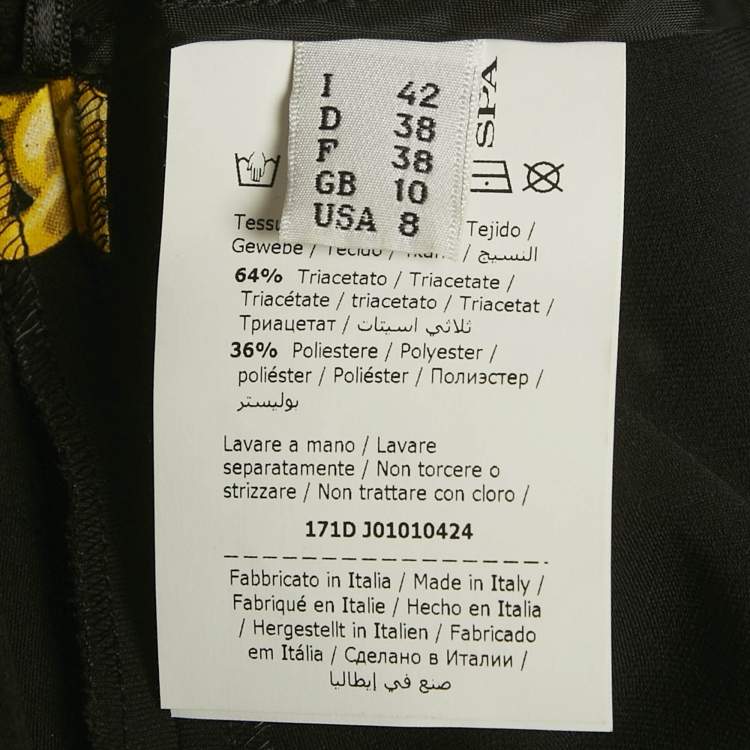 I 42
D 38
F 38
GB 10
USA 8
SPA
Tejido /
Gewebe / Tecido / / النسيج
64% Triacetato / Triacetate /
Triacétate / triacetato / Triacetat /
Триацетат / ثلاثي اسيتات
36% Poliestere / Polyester /
poliéster / Poliéster / Полиэстер /
بوليستر
Lavare a mano / Lavare
separatamente / Non torcere o
strizzare / Non trattare con cloro /
171D J01010424
Fabbricato in Italia / Made in Italy /
Fabriqué en Italie / Hecho en Italia
/ Hergestellt in Italien / Fabricado
em Itália / Сделано в Италии /
صنع في إيطاليا